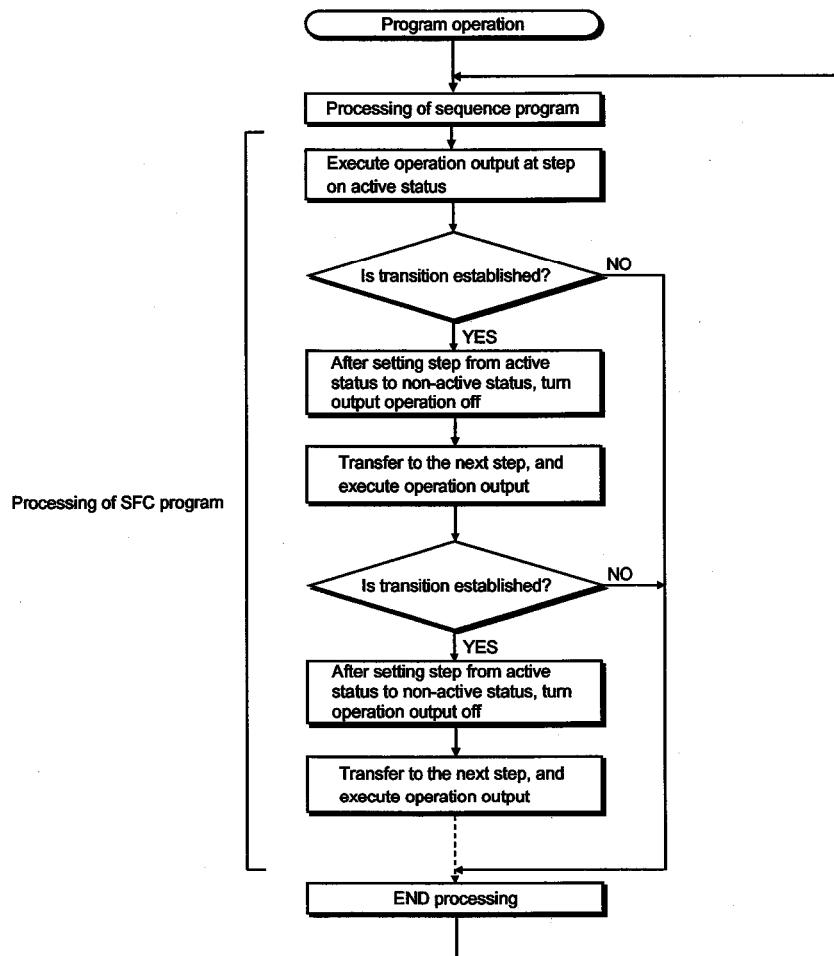 Program operation
Processing of sequence program
Execute operation output at step
on active status
Is transition established?
NO
YES
After setting step from active
status to non-active status, turn
output operation off
Transfer to the next step, and
execute operation output
Processing of SFC program
Is transition established?
NO
YES
After setting step from active
status to non-active status, turn
operation output off
Transfer to the next step, and
execute operation output
END processing